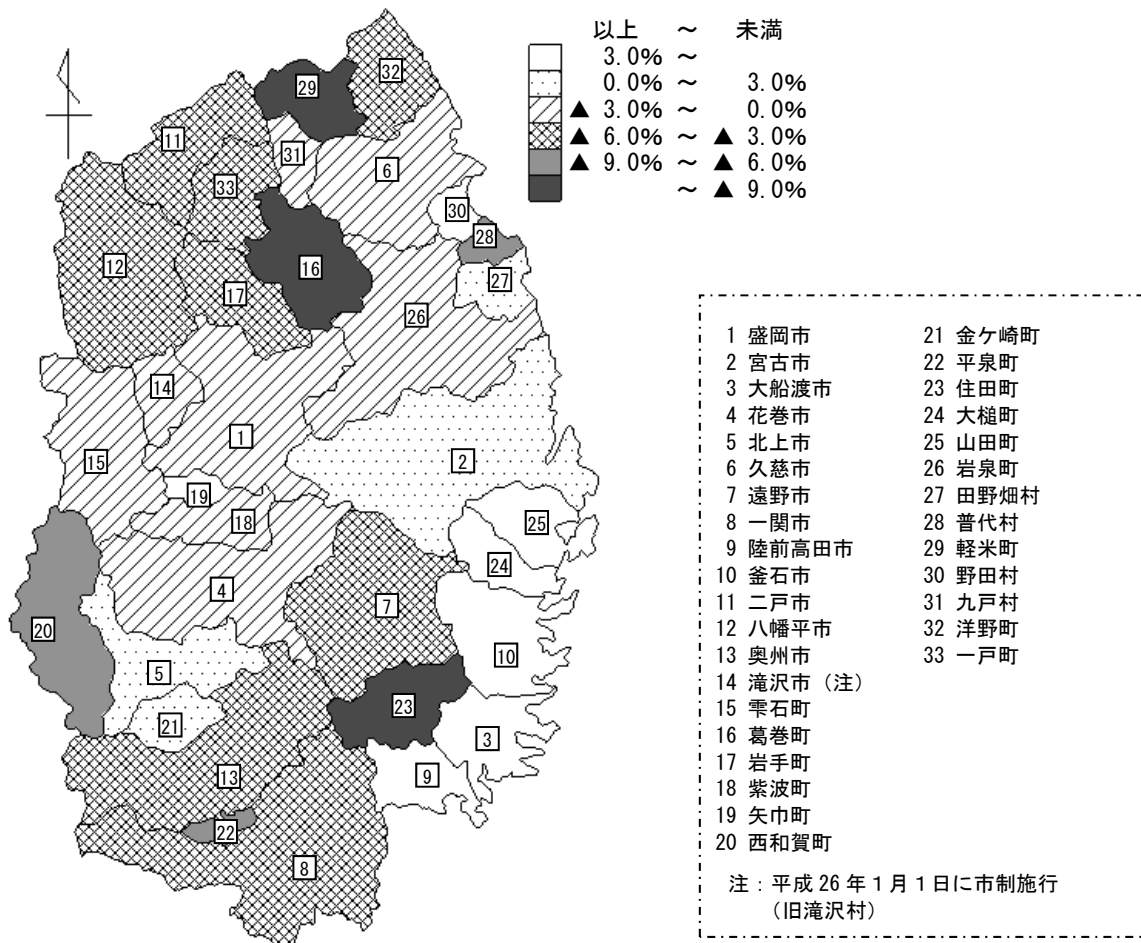 以上 ～ 未満
3.0% ～
0.0% ～ 3.0%
▲ 3.0% ～ 0.0%
▲ 6.0% ～ ▲ 3.0%
▲ 9.0% ～ ▲ 6.0%
～ ▲ 9.0%
32
29
11
31
6
33
30
28
12
16
27
17
26
14
1
15
2
19
18
25
24
4
7
20
10
5
23
21
3
13
9
22
8
1 盛岡市
2 宮古市
3 大船渡市
4 花巻市
5 北上市
6 久慈市
7 遠野市
8 一関市
9 陸前高田市
10 釜石市
11 二戸市
12 八幡平市
13 奥州市
14 滝沢市（注）
15 雫石町
16 葛巻町
17 岩手町
18 紫波町
19 矢巾町
20 西和賀町
21 金ケ崎町
22 平泉町
23 住田町
24 大槌町
25 山田町
26 岩泉町
27 田野畑村
28 普代村
29 軽米町
30 野田村
31 九戸村
32 洋野町
33 一戸町
注：平成 26 年１月１日に市制施行
（旧滝沢村）